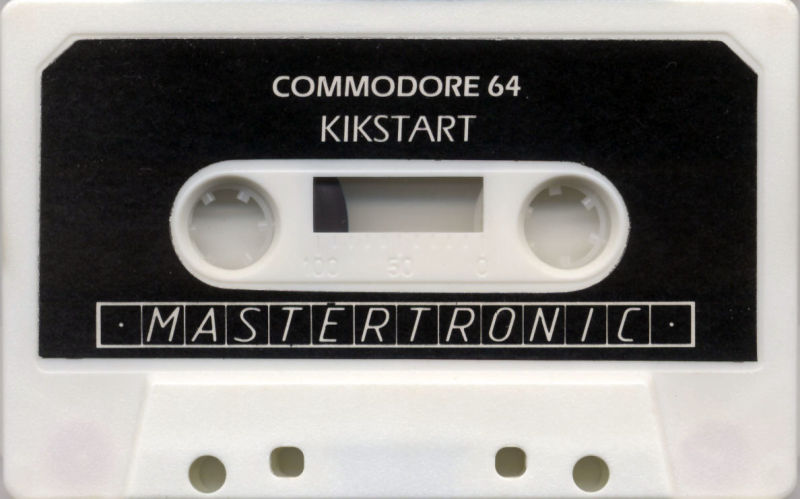 COMMODORE 64
KIKSTART
100 50 0
· MASTERTRONIC ·